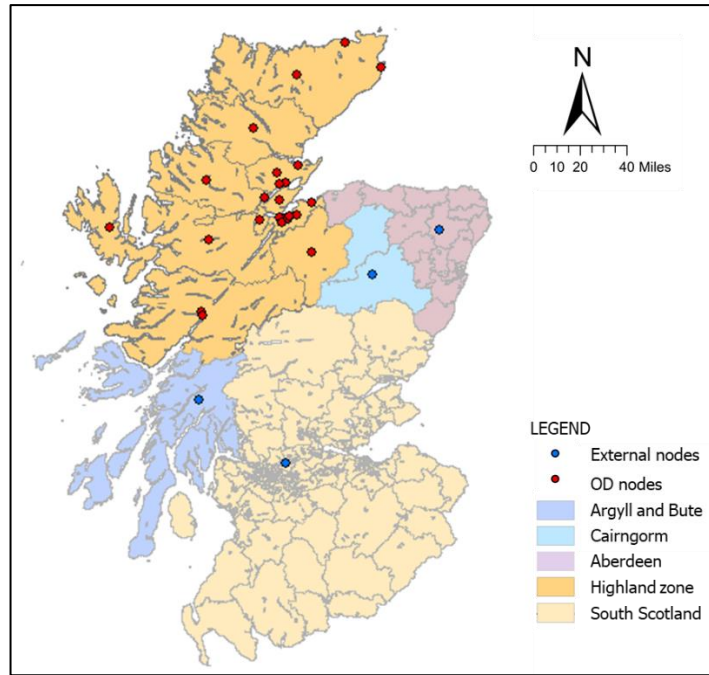 N
0 10 20 40 Miles
LEGEND
External nodes
OD nodes
Argyll and Bute
Cairngorm
Aberdeen
Highland zone
South Scotland